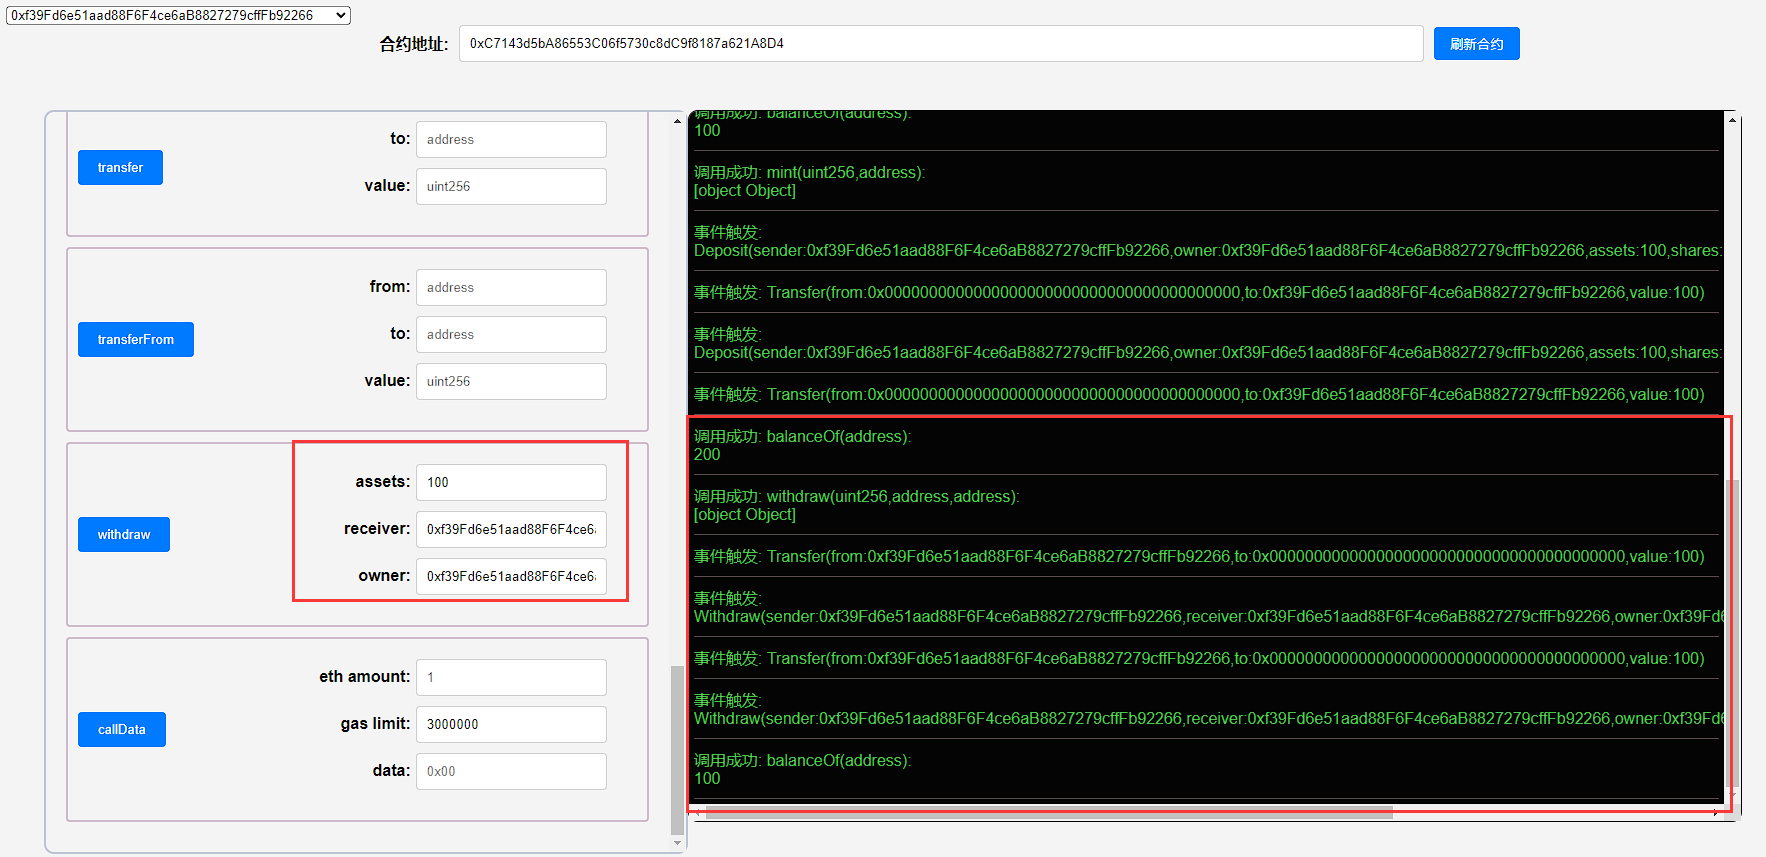 0xf39Fd6e51aad88F6F4ce6aB8827279cffFb92266
合约地址: 0xC7143d5bA86553C06f5730c8dC9f8187a621A8D4 刷新合约
to: address
transfer
value: uint256
from: address
transferFrom
to: address
value: uint256
assets: 100
receiver: 0xf39Fd6e51aad88F6F4ce6
withdraw
owner: 0xf39Fd6e51aad88F6F4ce6
eth amount: 1
gas limit: 3000000
callData
data: 0x00
调用成功: balanceOf(address):
100
调用成功: mint(uint256,address):
[object Object]
事件触发:
Deposit(sender:0xf39Fd6e51aad88F6F4ce6aB8827279cffFb92266,owner:0xf39Fd6e51aad88F6F4ce6aB8827279cffFb92266,assets:100,shares:
事件触发: Transfer(from:0x0000000000000000000000000000000000000000,to:0xf39Fd6e51aad88F6F4ce6aB8827279cffFb92266,value:100)
事件触发:
Deposit(sender:0xf39Fd6e51aad88F6F4ce6aB8827279cffFb92266,owner:0xf39Fd6e51aad88F6F4ce6aB8827279cffFb92266,assets:100,shares:
事件触发: Transfer(from:0x0000000000000000000000000000000000000000,to:0xf39Fd6e51aad88F6F4ce6aB8827279cffFb92266,value:100)
调用成功: balanceOf(address):
200
调用成功: withdraw(uint256,address,address):
[object Object]
事件触发: Transfer(from:0xf39Fd6e51aad88F6F4ce6aB8827279cffFb92266,to:0x0000000000000000000000000000000000000000,value:100)
事件触发:
Withdraw(sender:0xf39Fd6e51aad88F6F4ce6aB8827279cffFb92266,receiver:0xf39Fd6e51aad88F6F4ce6aB8827279cffFb92266,owner:0xf39Fd6
事件触发: Transfer(from:0xf39Fd6e51aad88F6F4ce6aB8827279cffFb92266,to:0x0000000000000000000000000000000000000000,value:100)
事件触发:
Withdraw(sender:0xf39Fd6e51aad88F6F4ce6aB8827279cffFb92266,receiver:0xf39Fd6e51aad88F6F4ce6aB8827279cffFb92266,owner:0xf39Fd6
调用成功: balanceOf(address):
100